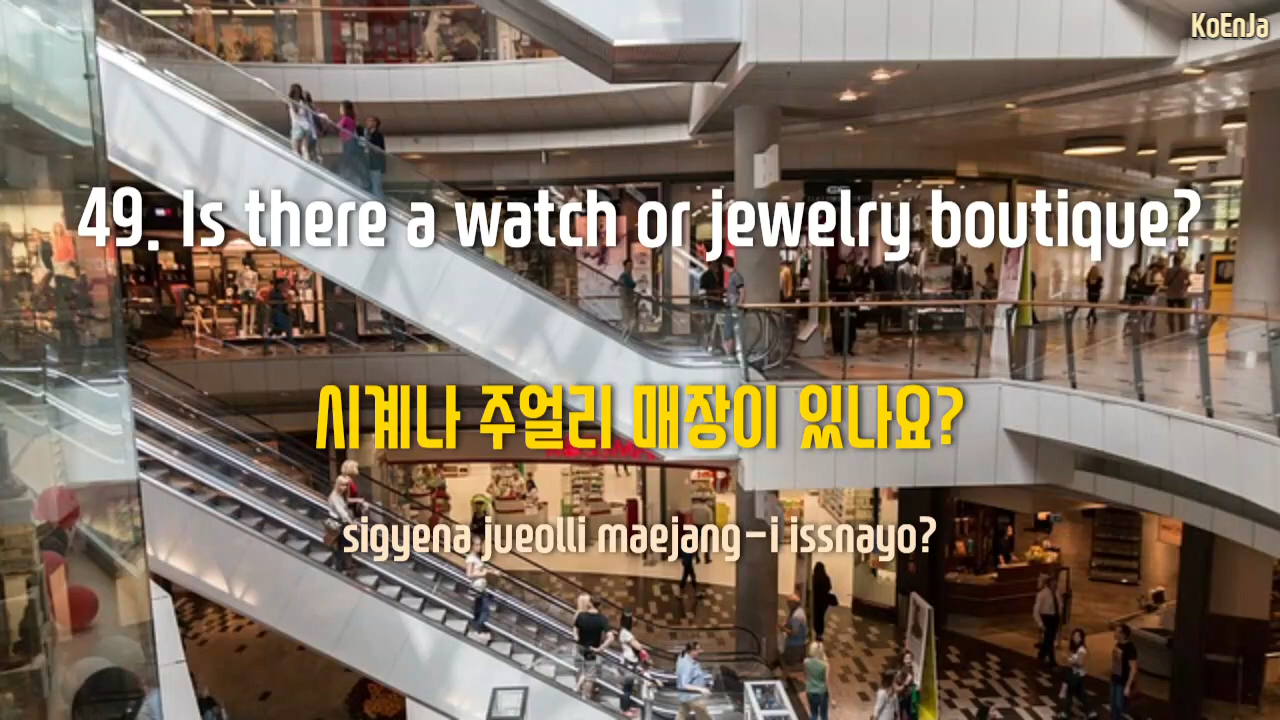 KoEnJa
49. Is there a watch or jewelry boutique?
시계나 주얼리 매장이 있나요?
sigyena jueolli maejang-i issnayo?